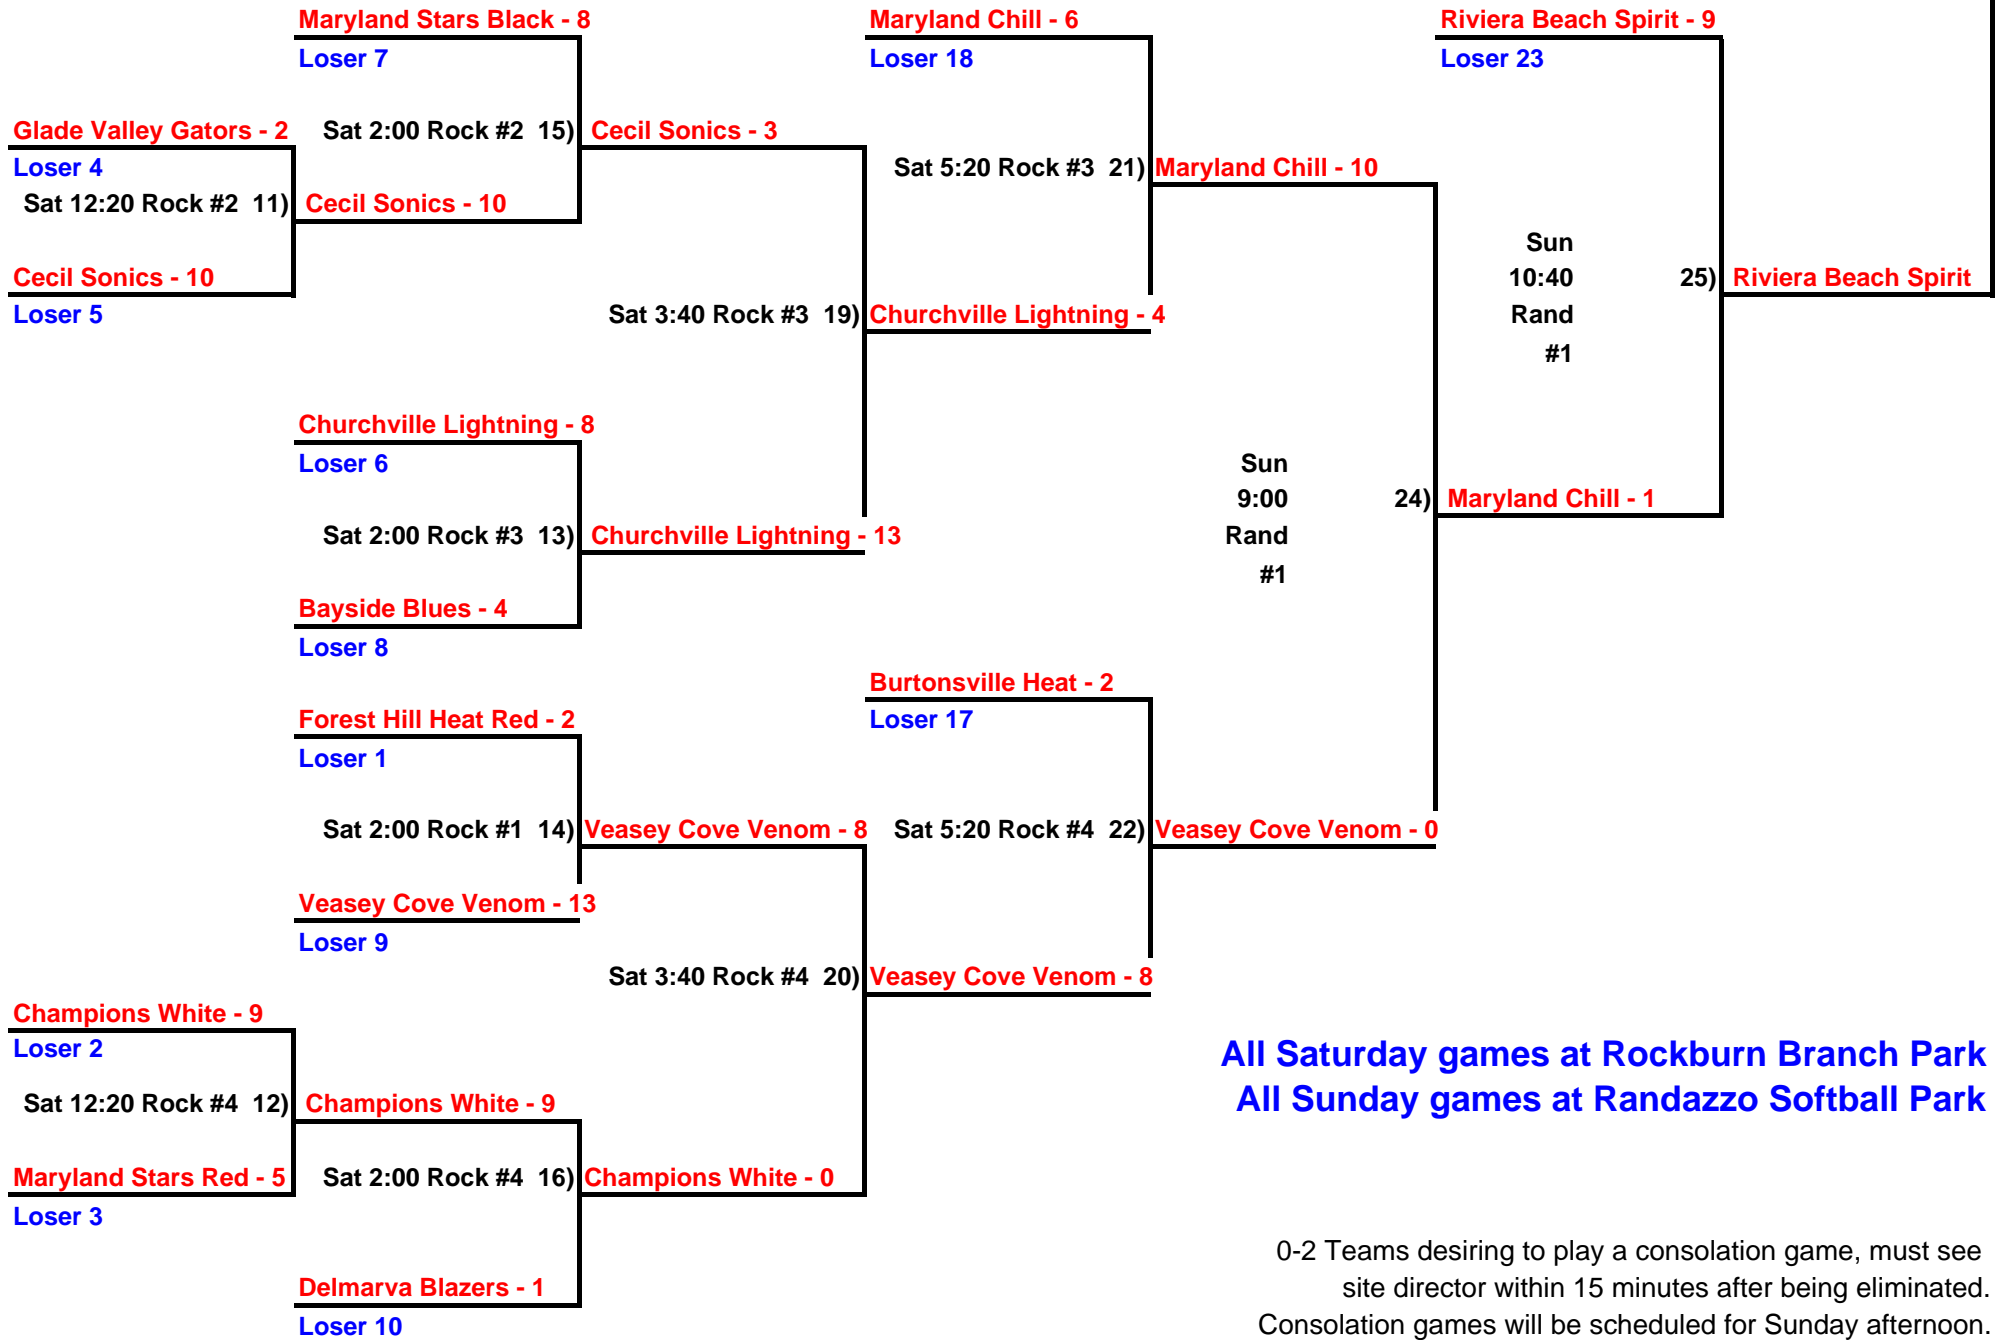 Maryland Stars Black - 8
Loser 7
Maryland Chill - 6
Loser 18
Riviera Beach Spirit - 9
Loser 23
Glade Valley Gators - 2
Loser 4
Sat 2:00 Rock #2 15)
Cecil Sonics - 3
Sat 5:20 Rock #3 21)
Maryland Chill - 10
Sat 12:20 Rock #2 11)
Cecil Sonics - 10
Cecil Sonics - 10
Loser 5
Sun
10:40
Rand
#1
25)
Riviera Beach Spirit
Sat 3:40 Rock #3 19)
Churchville Lightning - 4
Churchville Lightning - 8
Loser 6
Sat 2:00 Rock #3 13)
Churchville Lightning - 13
Sun
9:00
Rand
#1
24)
Maryland Chill - 1
Bayside Blues - 4
Loser 8
Burtonsville Heat - 2
Loser 17
Forest Hill Heat Red - 2
Loser 1
Sat 2:00 Rock #1 14)
Veasey Cove Venom - 8
Sat 5:20 Rock #4 22)
Veasey Cove Venom - 0
Veasey Cove Venom - 13
Loser 9
Sat 3:40 Rock #4 20)
Veasey Cove Venom - 8
Champions White - 9
Loser 2
Sat 12:20 Rock #4 12)
Champions White - 9
Maryland Stars Red - 5
Loser 3
Sat 2:00 Rock #4 16)
Champions White - 0
Delmarva Blazers - 1
Loser 10
All Saturday games at Rockburn Branch Park
All Sunday games at Randazzo Softball Park
0-2 Teams desiring to play a consolation game, must see
site director within 15 minutes after being eliminated.
Consolation games will be scheduled for Sunday afternoon.